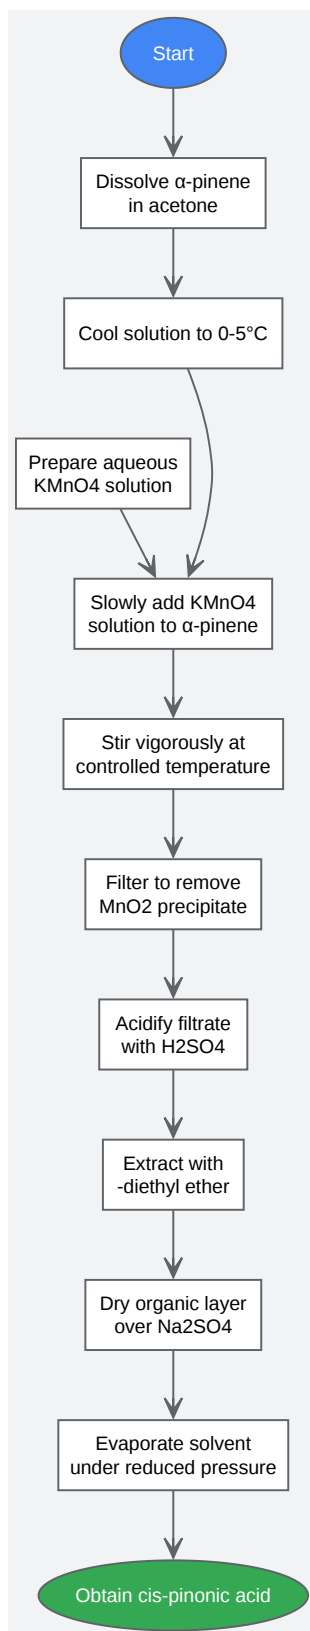 Start
Dissolve α-pinene
in acetone
Cool solution to 0-5°C
Prepare aqueous
KMnO4 solution
Slowly add KMnO4
solution to α-pinene
Stir vigorously at
controlled temperature
Filter to remove
MnO2 precipitate
Acidify filtrate
with H2SO4
Extract with
-diethyl ether
Dry organic layer
over Na2SO4
Evaporate solvent
under reduced pressure
Obtain cis-pinonic acid